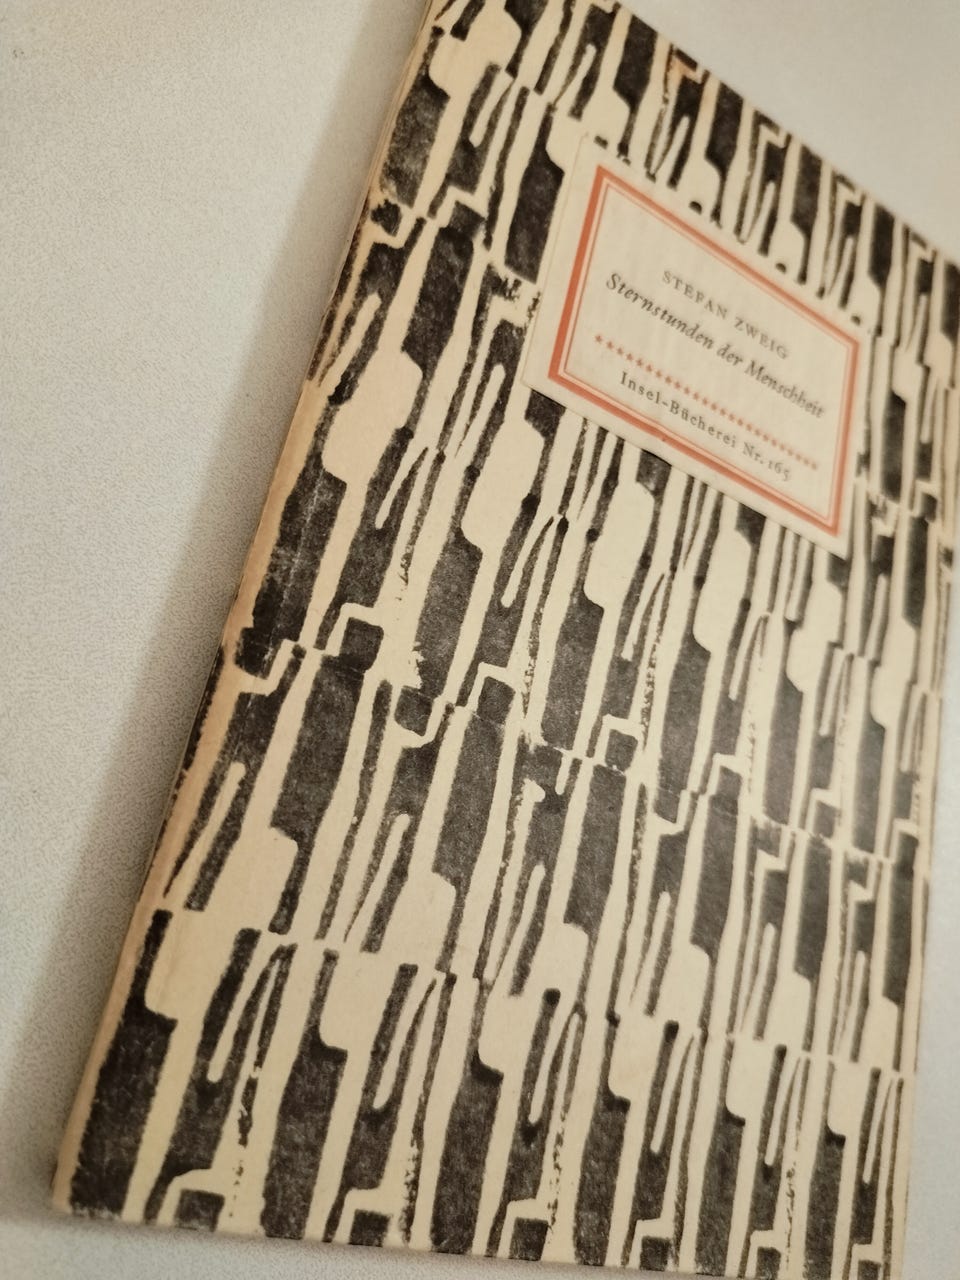 STEFAN ZWEIG
Sternstunden der Menschheit
Insel-Bücherei Nr. 165